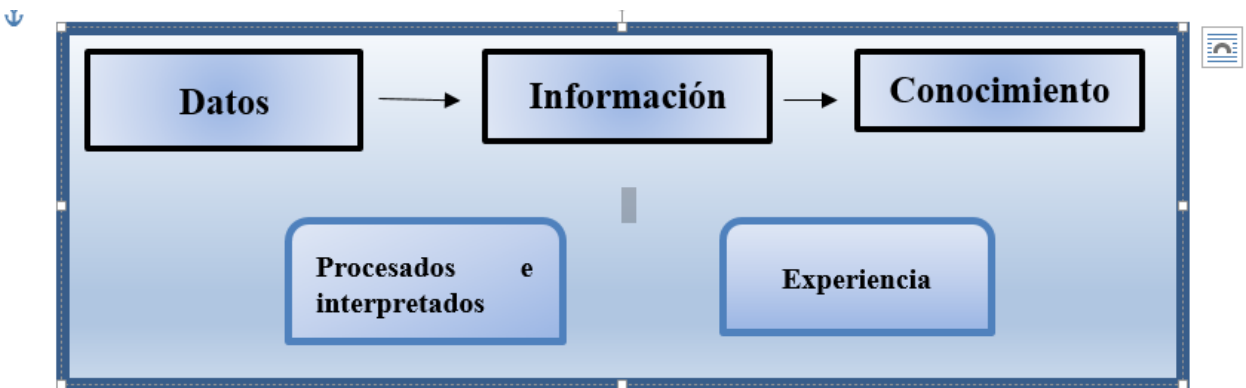 Datos
Información
Conocimiento
Procesados e
interpretados
Experiencia